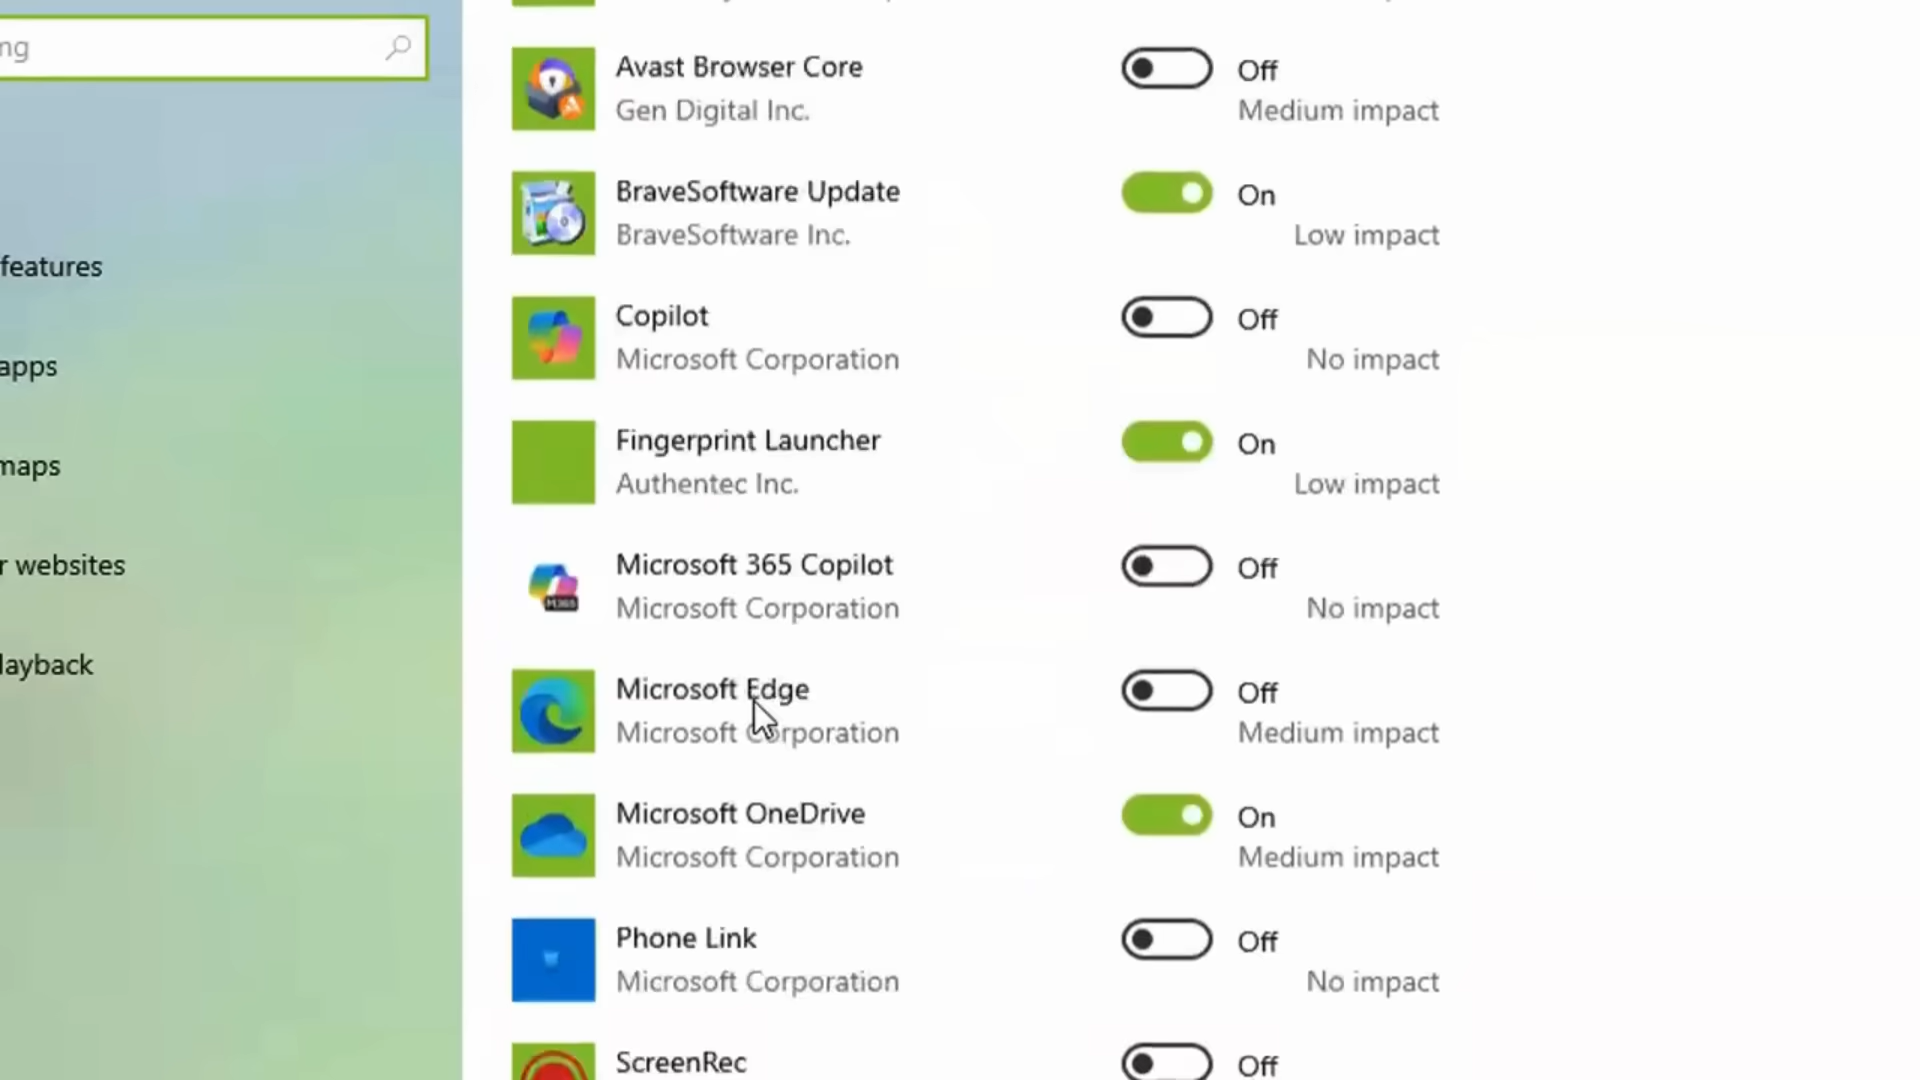 ng
features
apps
maps
r websites
layback
Avast Browser Core
Off
Gen Digital Inc.
Medium impact
BraveSoftware Update
On
BraveSoftware Inc.
Low impact
Copilot
Off
Microsoft Corporation
No impact
Fingerprint Launcher
On
Authentec Inc.
Low impact
Microsoft 365 Copilot
Off
M365
Microsoft Corporation
No impact
Microsoft Edge
Off
Microsoft Corporation
Medium impact
Microsoft OneDrive
On
Microsoft Corporation
Medium impact
Phone Link
Off
Microsoft Corporation
No impact
ScreenRec
Off